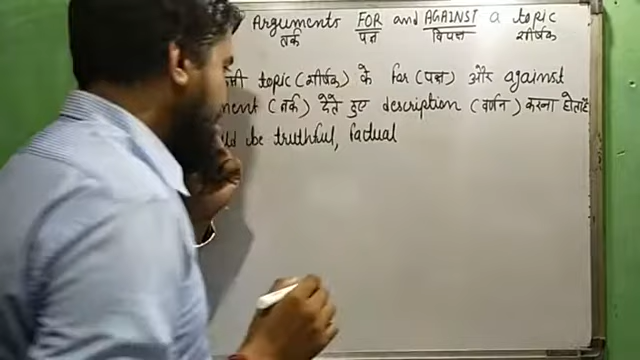 Arguments FOR and AGAINST a topic
तर्क पक्ष विपक्ष शीर्षक
topic (शीर्षक) के for (पक्ष) और against
ment (तर्क) देते हुए description (वर्णन) करना होता है
ld be truthful, factual